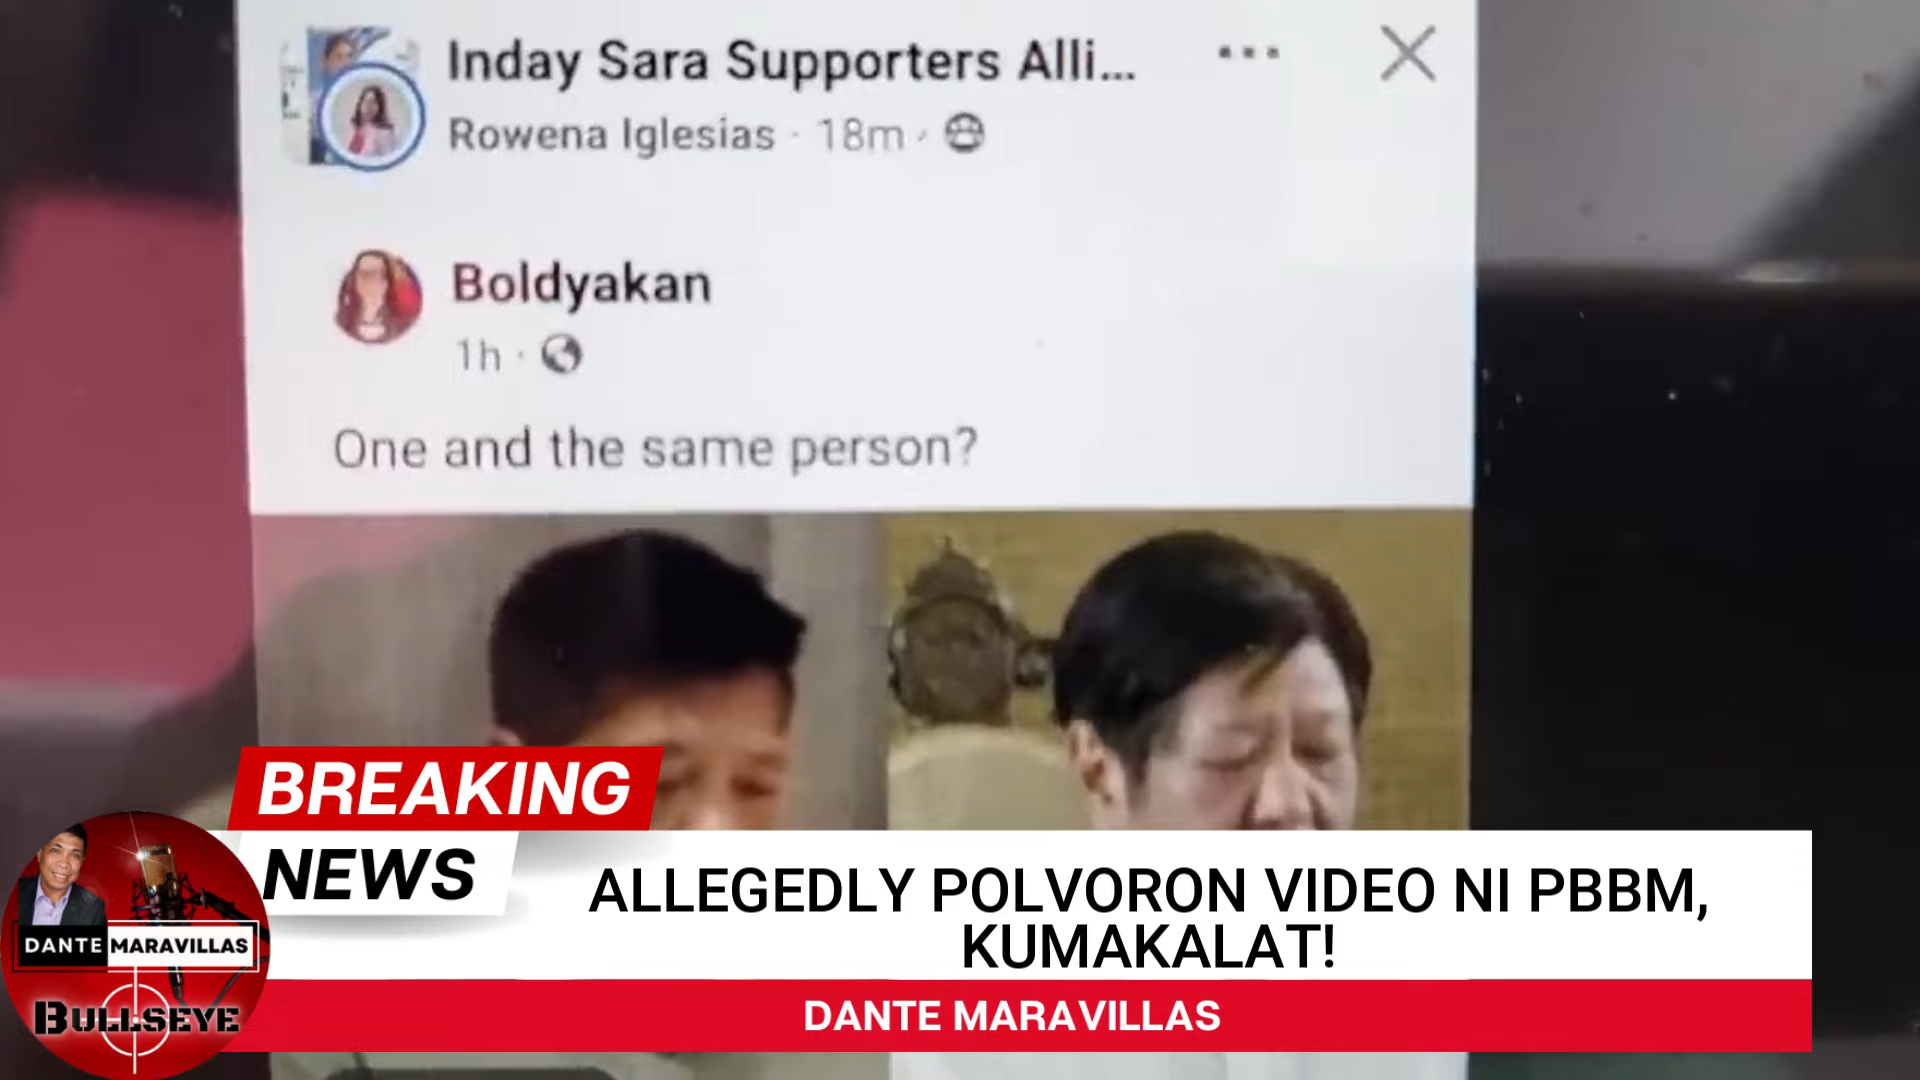 Inday Sara Supporters Alli...
Rowena Iglesias · 18m ·
Boldyakan
1h ·
One and the same person?
BREAKING
NEWS
ALLEGEDLY POLVORON VIDEO NI PBBM,
KUMAKALAT!
DANTE MARAVILLAS
DANTE MARAVILLAS
BULLSEYE